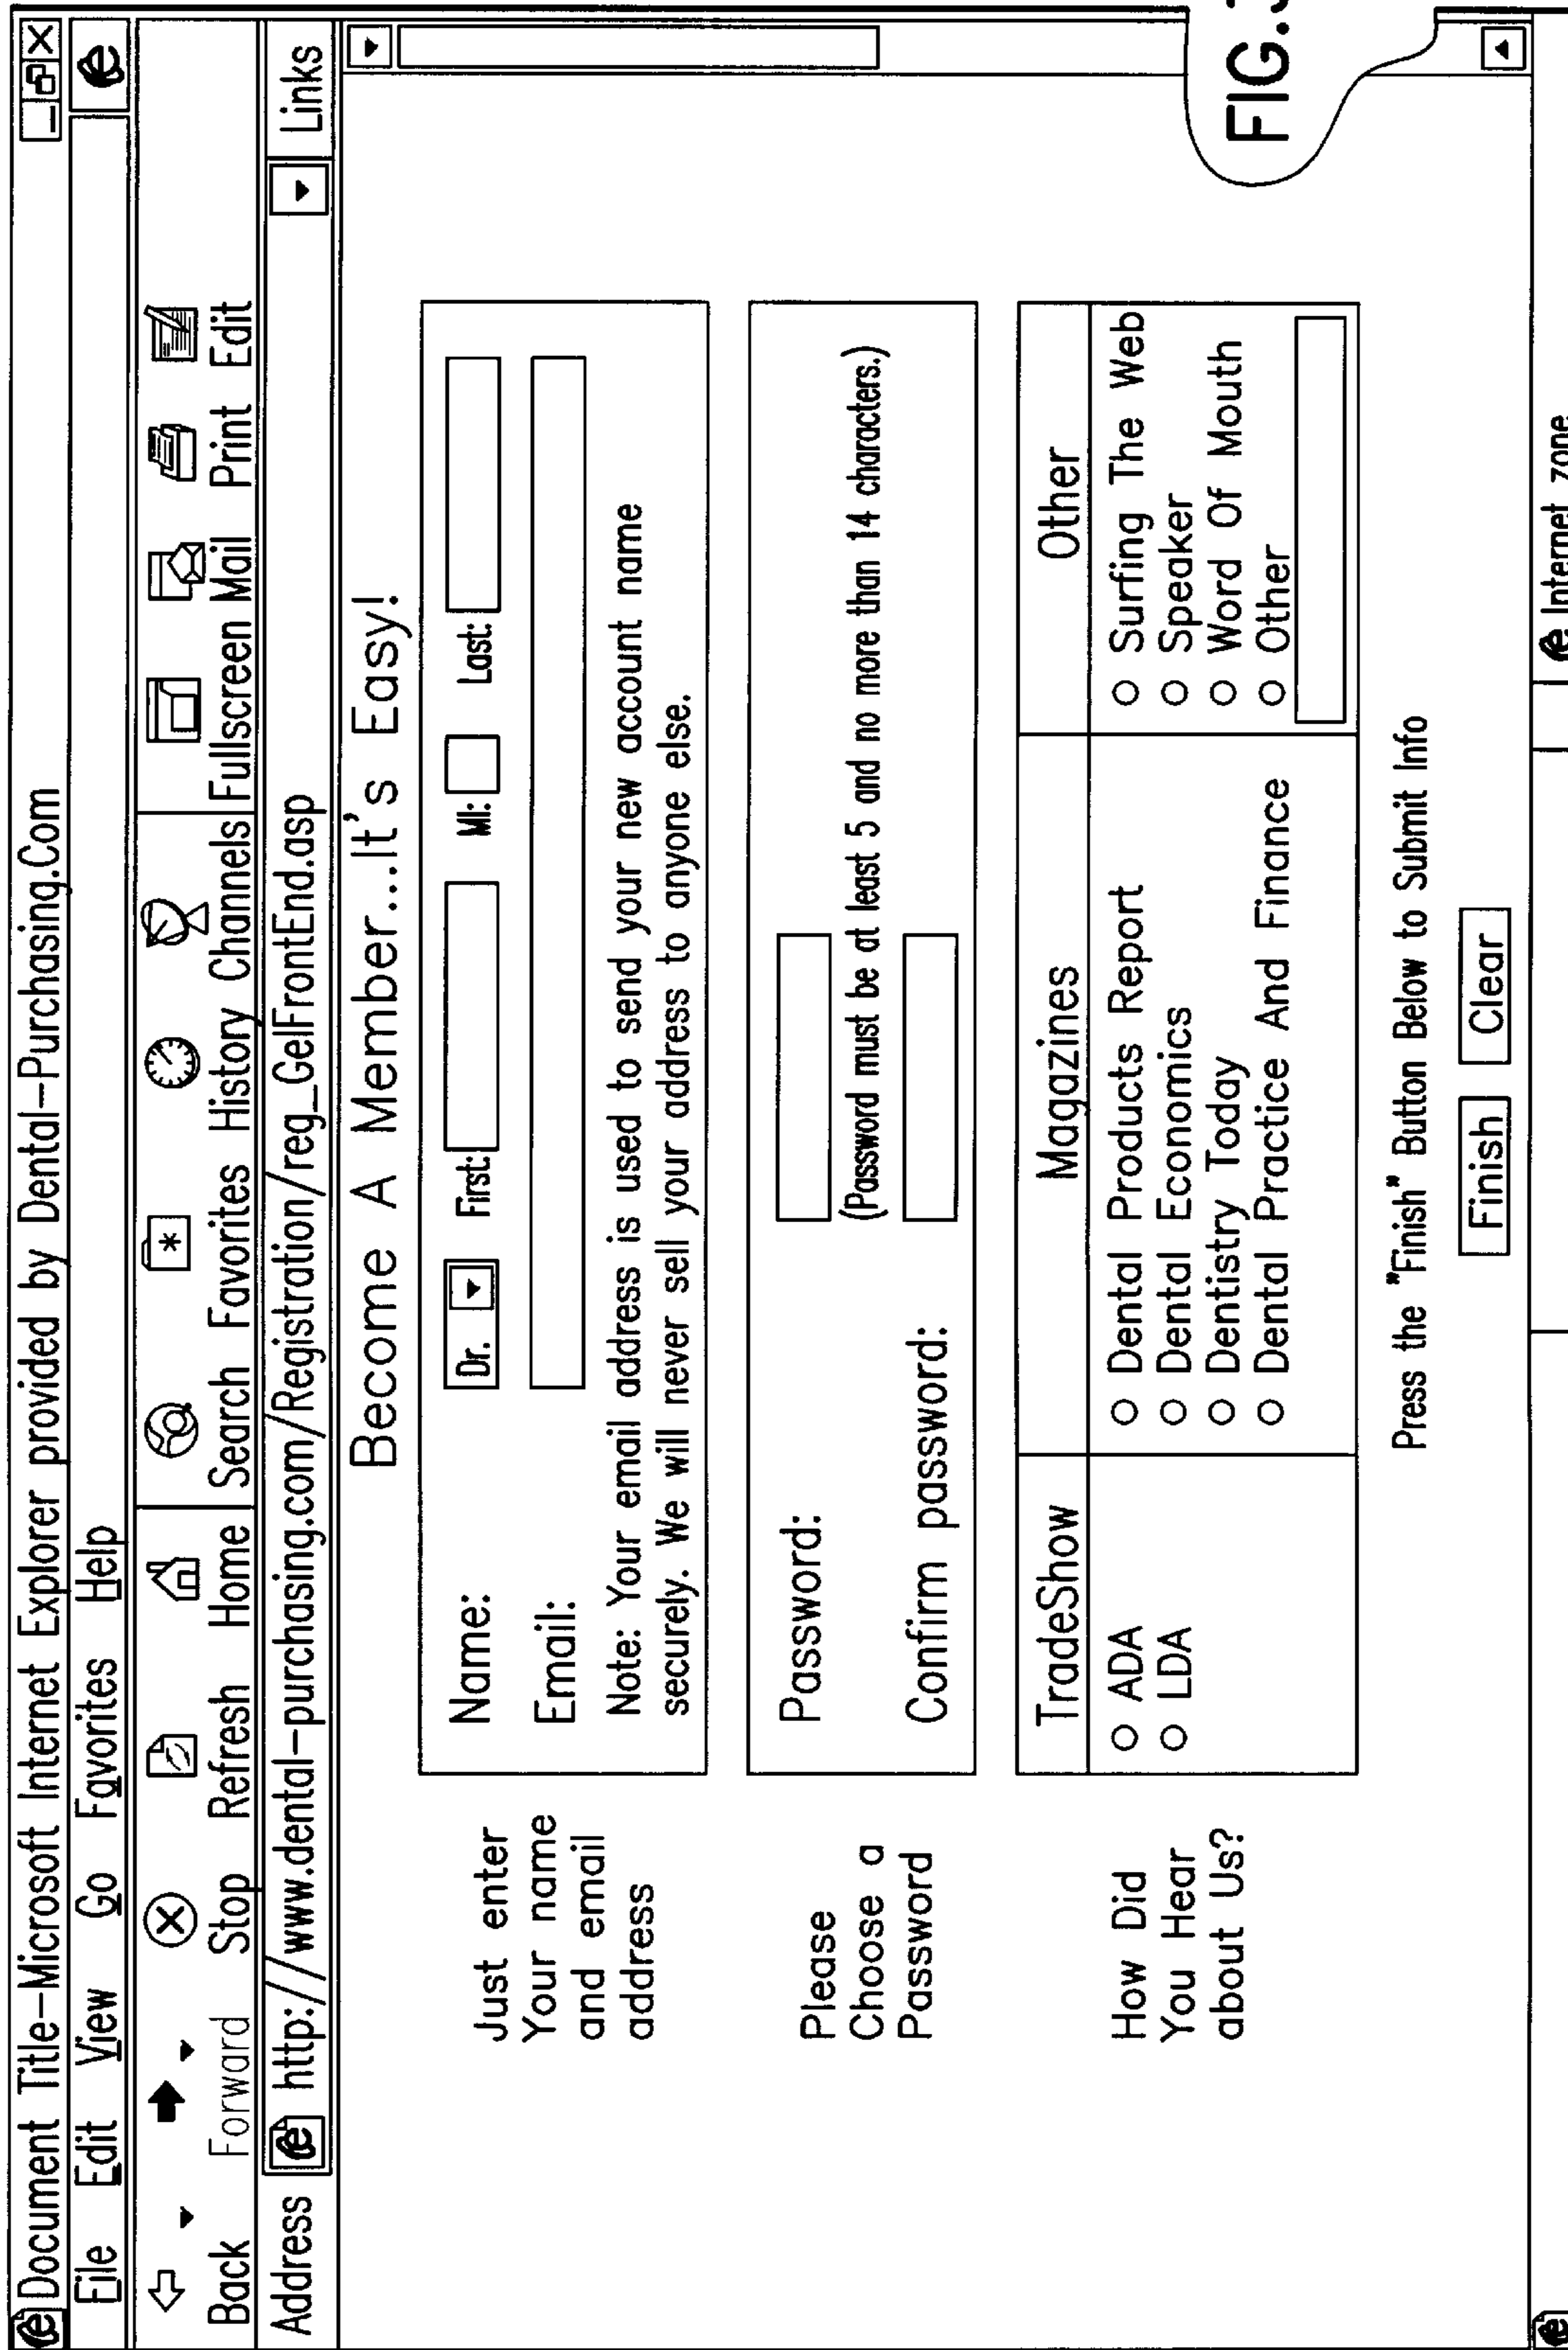 Document Title-Microsoft Internet Explorer provided by Dental-Purchasing.Com
File Edit View Go Favorites Help
Back Forward Stop Refresh Home Search Favorites History Channels Fullscreen Mail Print Edit
Address http://www.dental-purchasing.com/Registration/reg_GelFrontEnd.asp Links
Become A Member....It's Easy!
Just enter
Your name
and email
address
Name: Dr. First: MI: Last:
Email:
Note: Your email address is used to send your new account name
securely. We will never sell your address to anyone else.
Please
Choose a
Password
Password:
(Password must be at least 5 and no more than 14 characters.)
Confirm password:
How Did
You Hear
about Us?
TradeShow Magazines Other
ADA Dental Products Report Surfing The Web
LDA Dental Economics Speaker
Dentistry Today Word Of Mouth
Dental Practice And Finance Other
Press the "Finish" Button Below to Submit Info
Finish Clear
Internet zone
FIG.